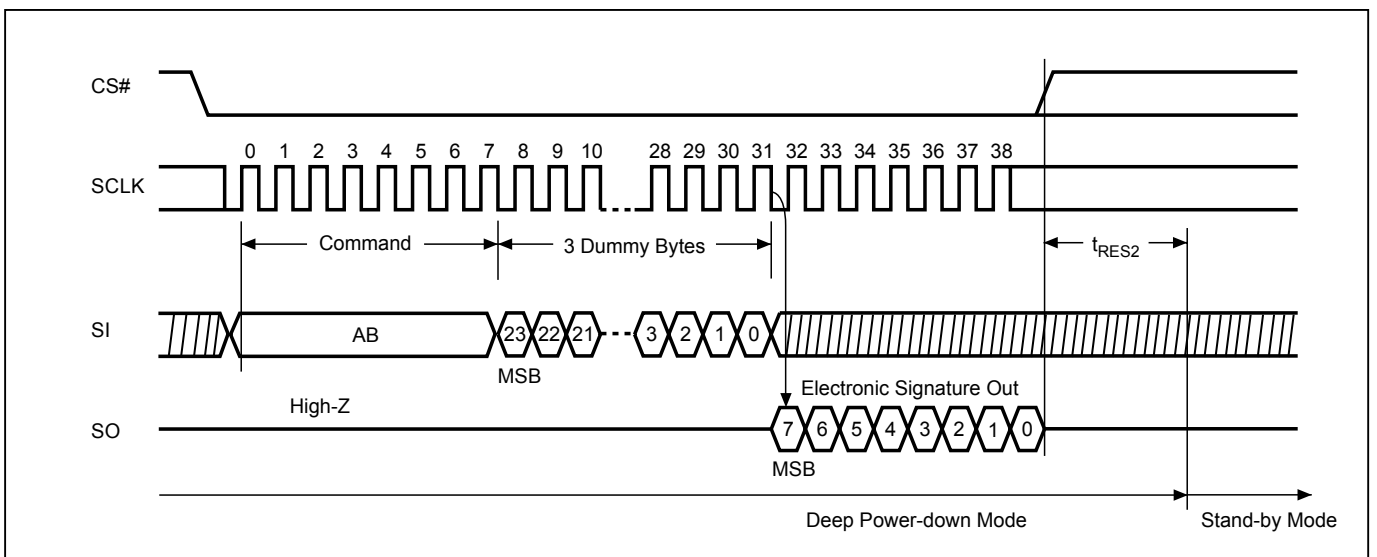 CS#
0 1 2 3 4 5 6 7 8 9 10 28 29 30 31 32 33 34 35 36 37 38
SCLK
Command
3 Dummy Bytes
tRES2
SI
AB
23 22 21 3 2 1 0
MSB
Electronic Signature Out
High-Z
SO
7 6 5 4 3 2 1 0
MSB
Deep Power-down Mode
Stand-by Mode